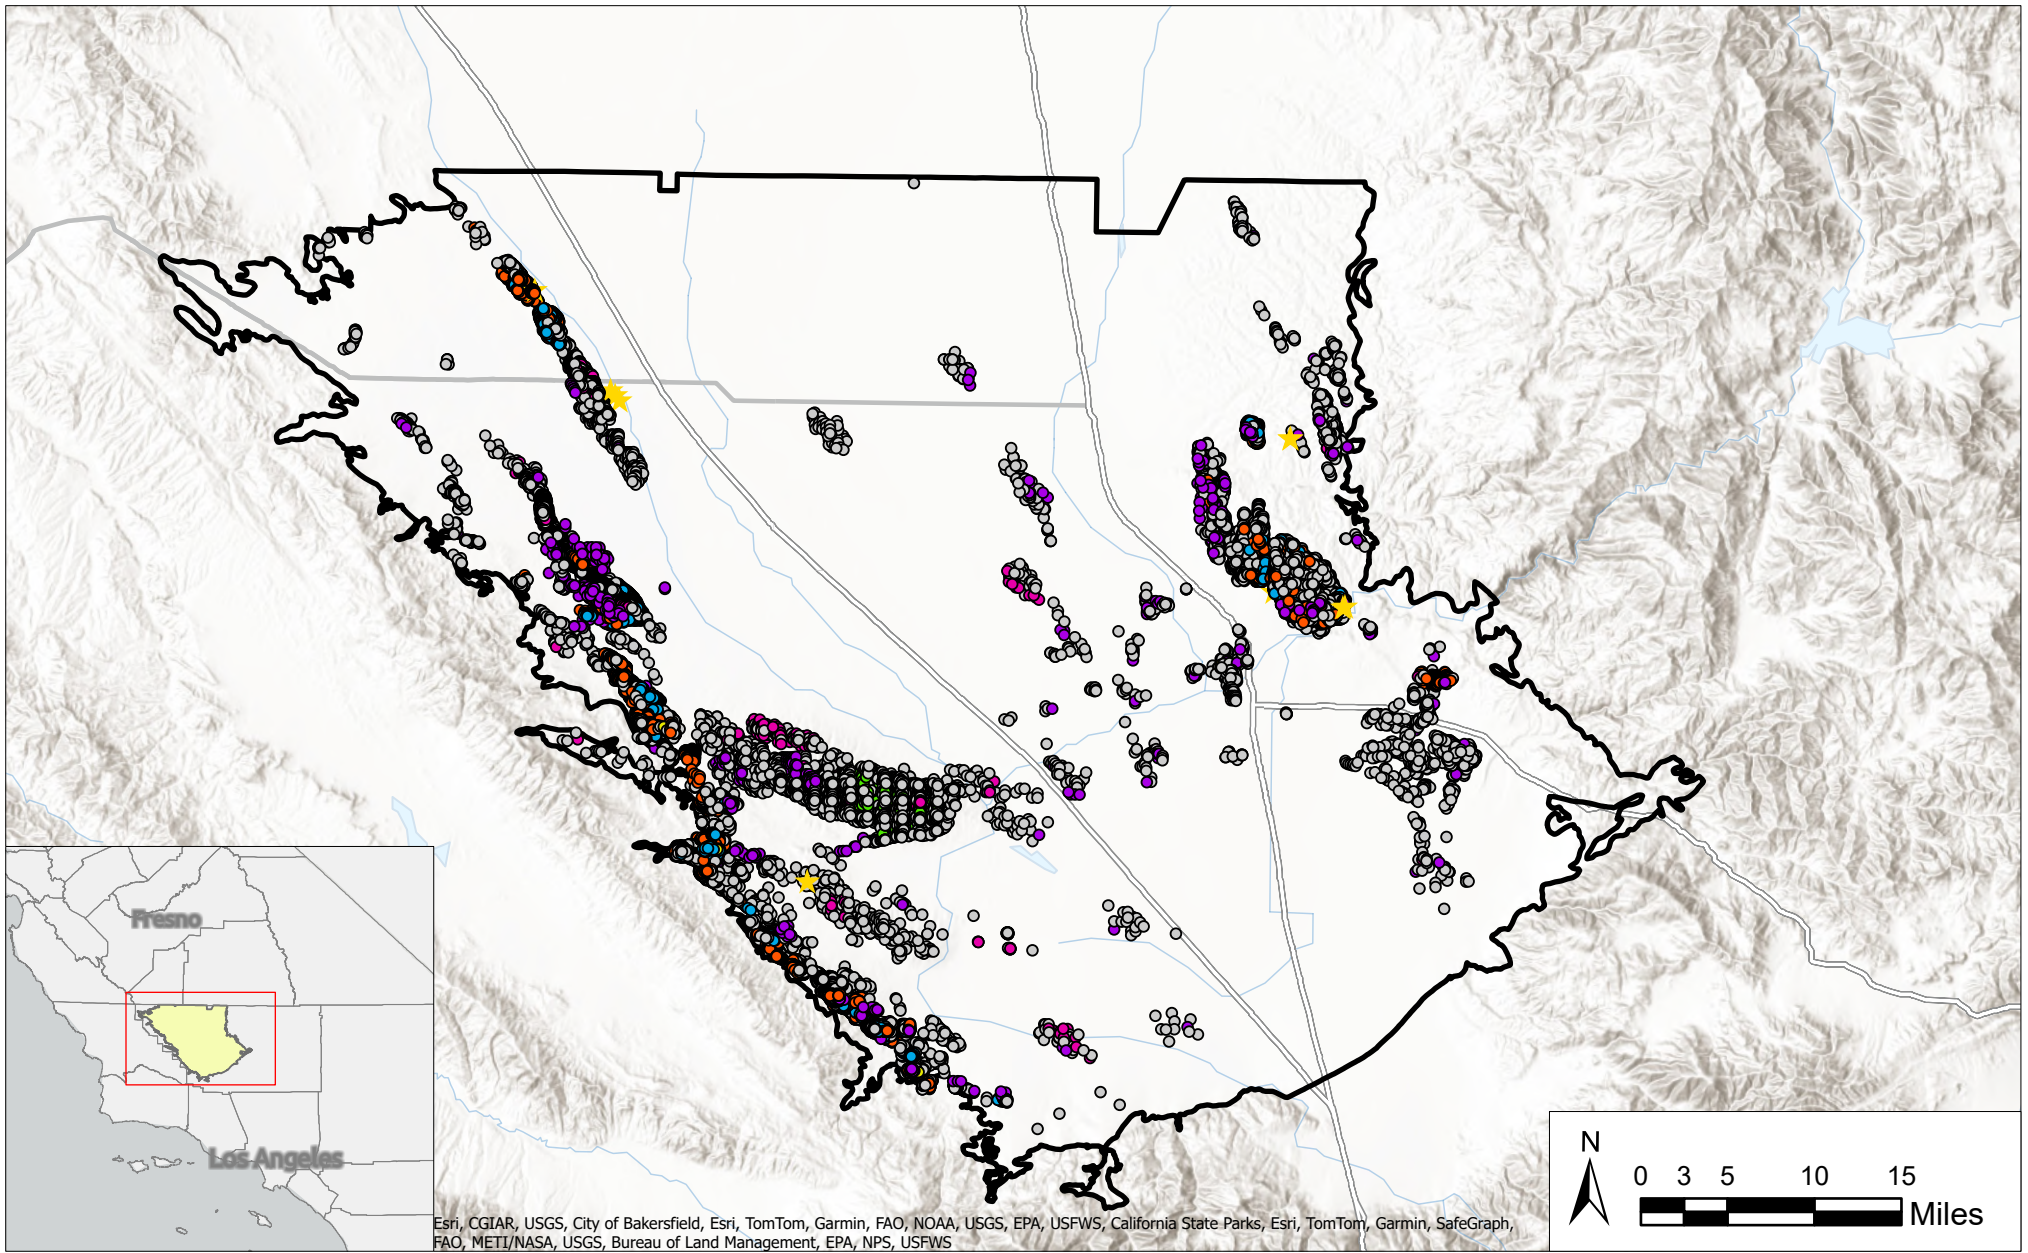 Fresno
Los Angeles
N
0 3 5 10 15
Miles
Esri, CGIAR, USGS, City of Bakersfield, Esri, TomTom, Garmin, FAO, NOAA, USGS, EPA, USFWS, California State Parks, Esri, TomTom, Garmin, SafeGraph,
FAO, METI/NASA, USGS, Bureau of Land Management, EPA, NPS, USFWS